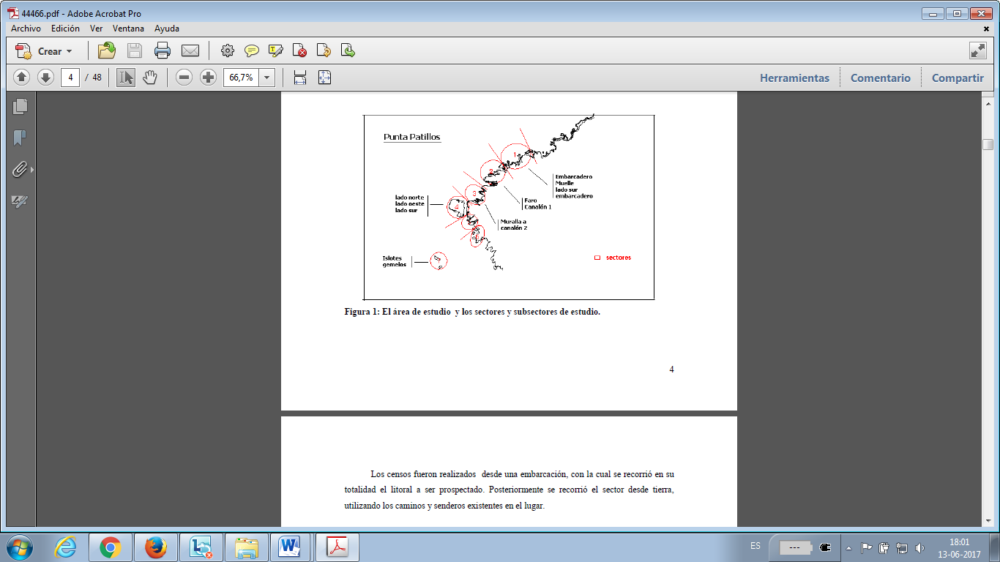 44466.pdf - Adobe Acrobat Pro
Archivo Edición Ver Ventana Ayuda
Crear
4 / 48 66,7% Herramientas Comentario Compartir
Punta Patillos
1
2
3
4
Embarcadero
Muelle
lado sur
embarcadero
lado norte
lado oeste
lado sur
Faro
Canalón 1
Muralla a
canalón 2
Islotes
gemelos
sectores
Figura 1: El área de estudio y los sectores y subsectores de estudio.
4
Los censos fueron realizados desde una embarcación, con la cual se recorrió en su
totalidad el litoral a ser prospectado. Posteriormente se recorrió el sector desde tierra,
utilizando los caminos y senderos existentes en el lugar.
ES
---
18:01
13-06-2017